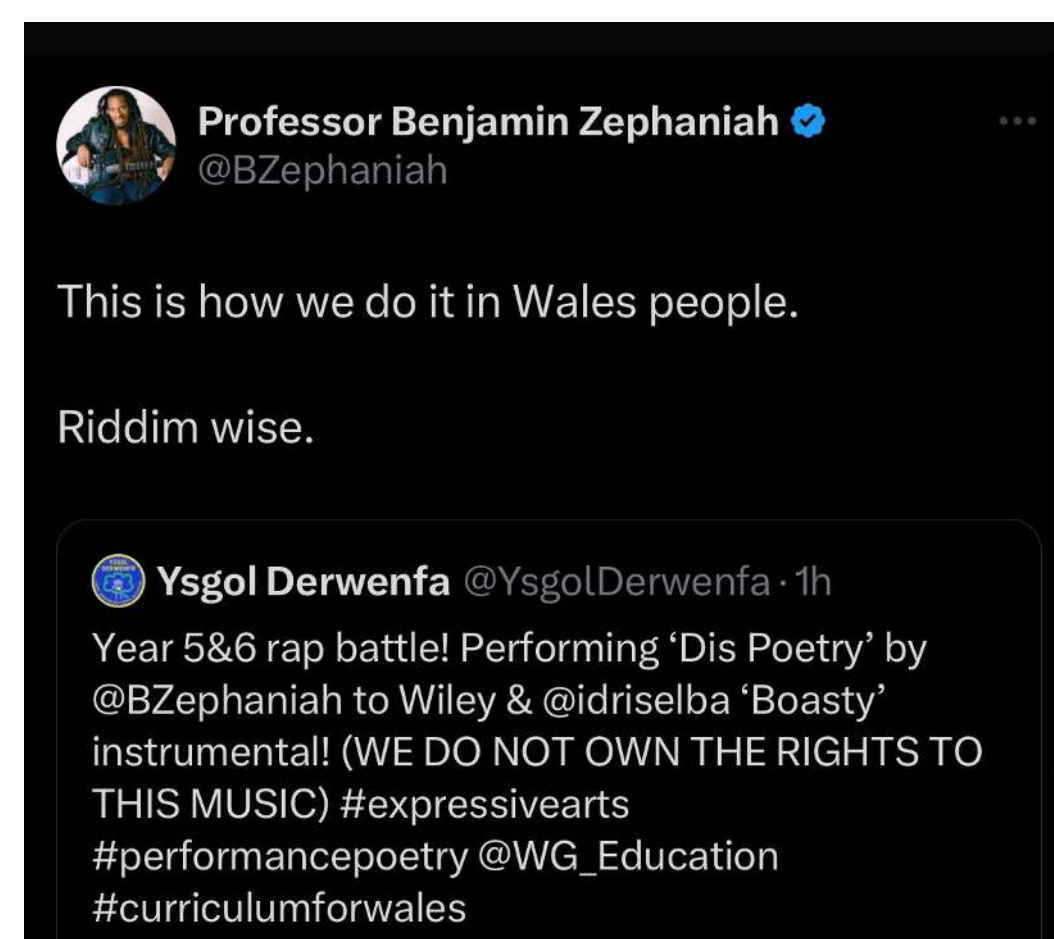 Professor Benjamin Zephaniah
@BZephaniah
This is how we do it in Wales people.
Riddim wise.
Ysgol Derwenfa @YsgolDerwenfa · 1h
Year 5&6 rap battle! Performing ‘Dis Poetry’ by
@BZephaniah to Wiley & @idriselba ‘Boasty’
instrumental! (WE DO NOT OWN THE RIGHTS TO
THIS MUSIC) #expressivearts
#performancepoetry @WG_Education
#curriculumforwales